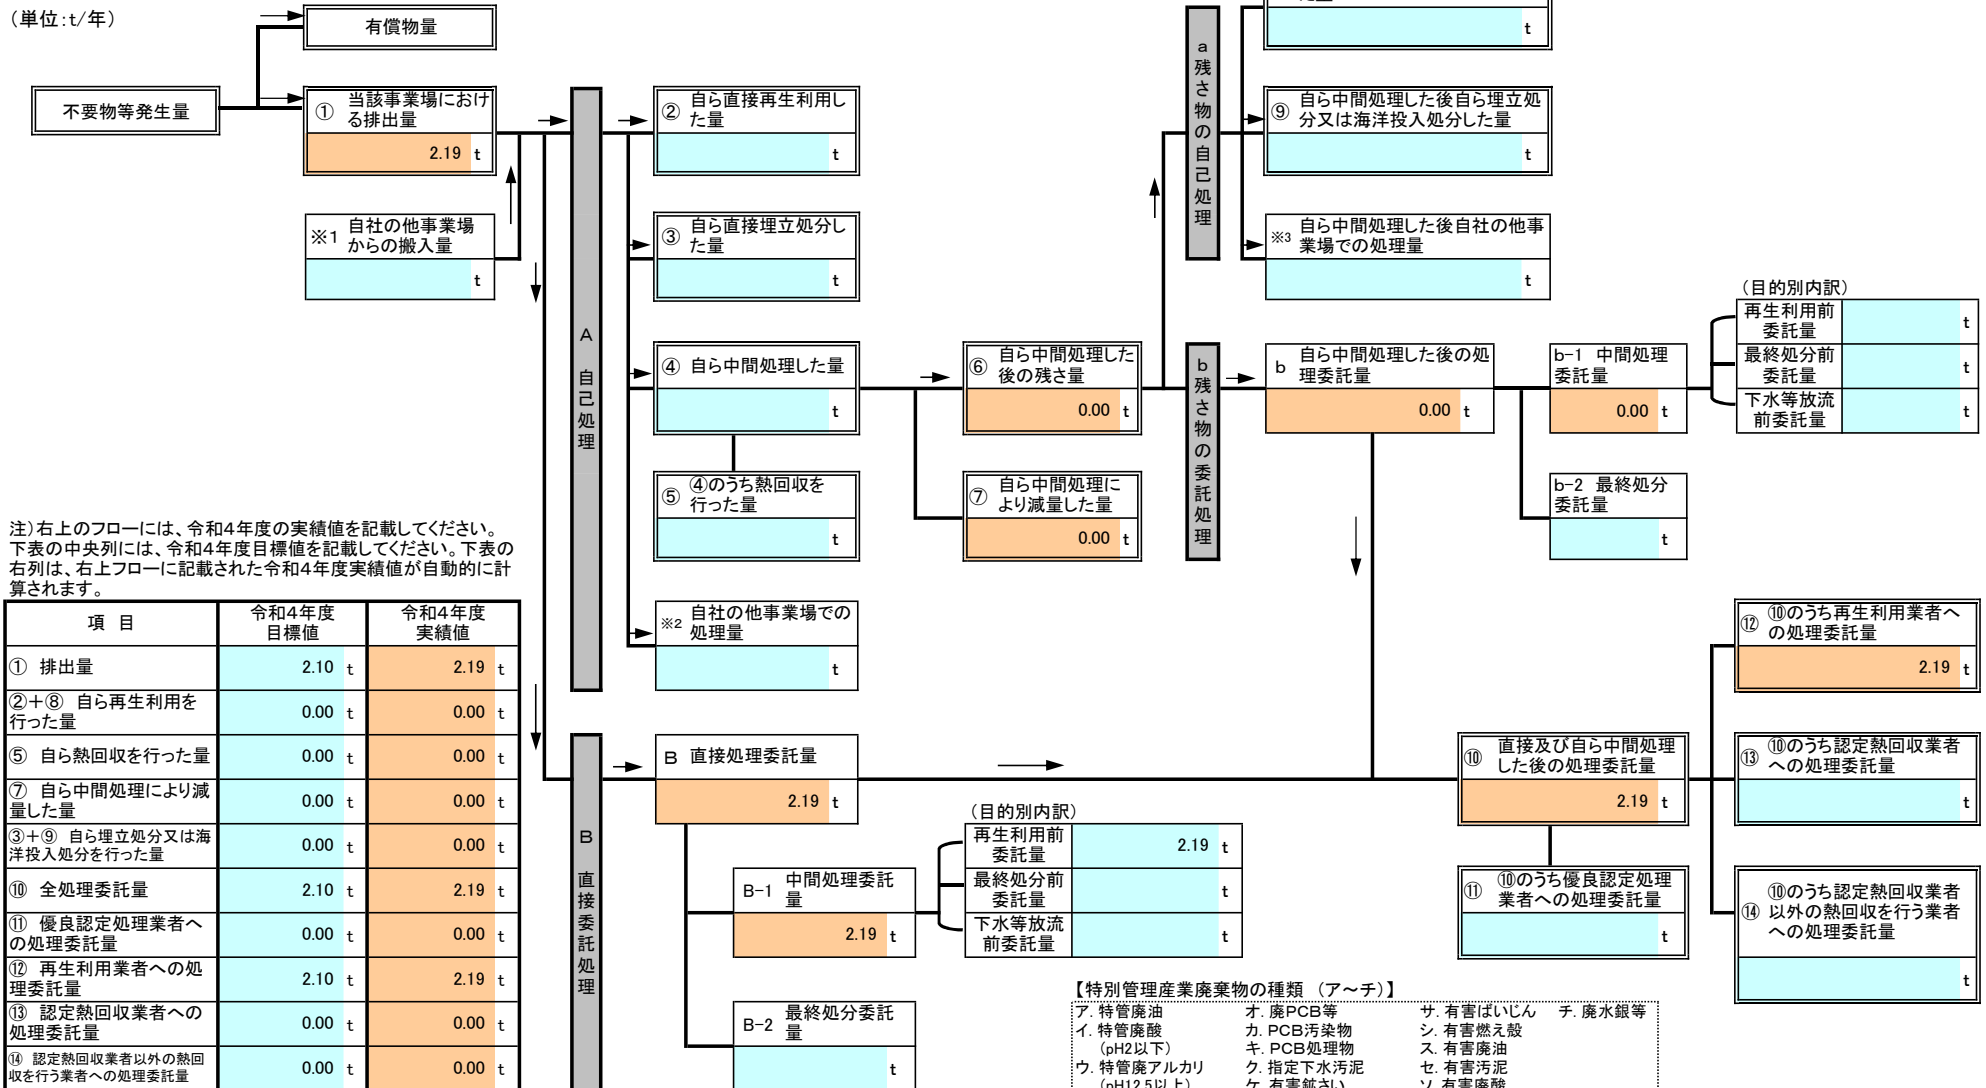 （単位：t/年）
有償物量
不要物等発生量
① 当該事業場におけ
る排出量
2.19 t
※1 自社の他事業場
からの搬入量
t
A 自己処理
② 自ら直接再生利用し
た量
t
③ 自ら直接埋立処分し
た量
t
④ 自ら中間処理した量
t
⑤ ④のうち熱回収を
行った量
t
※2 自社の他事業場での
処理量
t
⑥ 自ら中間処理した
後の残さ量
0.00 t
⑦ 自ら中間処理に
より減量した量
0.00 t
a 残さ物の自己処理
t
⑨ 自ら中間処理した後自ら埋立処
分又は海洋投入処分した量
t
※3 自ら中間処理した後自社の他事
業場での処理量
t
b 残さ物の委託処理
b 自ら中間処理した後の処
理委託量
0.00 t
b-1 中間処理
委託量
0.00 t
（目的別内訳）
再生利用前
委託量
t
最終処分前
委託量
t
下水等放流
前委託量
t
b-2 最終処分
委託量
t
注）右上のフローには、令和4年度の実績値を記載してください。
下表の中央列には、令和4年度目標値を記載してください。下表の
右列は、右上フローに記載された令和4年度実績値が自動的に計
算されます。
項 目 令和4年度
目標値 令和4年度
実績値
① 排出量 2.10 t 2.19 t
②＋⑧ 自ら再生利用を
行った量 0.00 t 0.00 t
⑤ 自ら熱回収を行った量 0.00 t 0.00 t
⑦ 自ら中間処理により減
量した量 0.00 t 0.00 t
③＋⑨ 自ら埋立処分又は海
洋投入処分を行った量 0.00 t 0.00 t
⑩ 全処理委託量 2.10 t 2.19 t
⑪ 優良認定処理業者へ
の処理委託量 0.00 t 0.00 t
⑫ 再生利用業者への処
理委託量 2.10 t 2.19 t
⑬ 認定熱回収業者への
処理委託量 0.00 t 0.00 t
⑭ 認定熱回収業者以外の熱回
収を行う業者への処理委託量 0.00 t 0.00 t
B 直接委託処理
B 直接処理委託量
2.19 t
B-1 中間処理委託
量
2.19 t
（目的別内訳）
再生利用前
委託量 2.19 t
最終処分前
委託量 t
下水等放流
前委託量 t
B-2 最終処分委託
量
t
⑩ 直接及び自ら中間処理
した後の処理委託量
2.19 t
⑪ ⑩のうち優良認定処理
業者への処理委託量
t
⑫ ⑩のうち再生利用業者へ
の処理委託量
2.19 t
⑬ ⑩のうち認定熱回収業者
への処理委託量
t
⑭ ⑩のうち認定熱回収業者
以外の熱回収を行う業者
への処理委託量
t
【特別管理産業廃棄物の種類 （ア～チ）】
ア. 特管廃油 オ. 廃PCB等 サ. 有害ばいじん チ. 廃水銀等
イ. 特管廃酸 カ. PCB汚染物 シ. 有害燃え殻
（pH2以下） キ. PCB処理物 ス. 有害廃油
ウ. 特管廃アルカリ ク. 指定下水汚泥 セ. 有害汚泥
（pH12.5以上） ケ. 有害鉱さい ソ. 有害廃酸